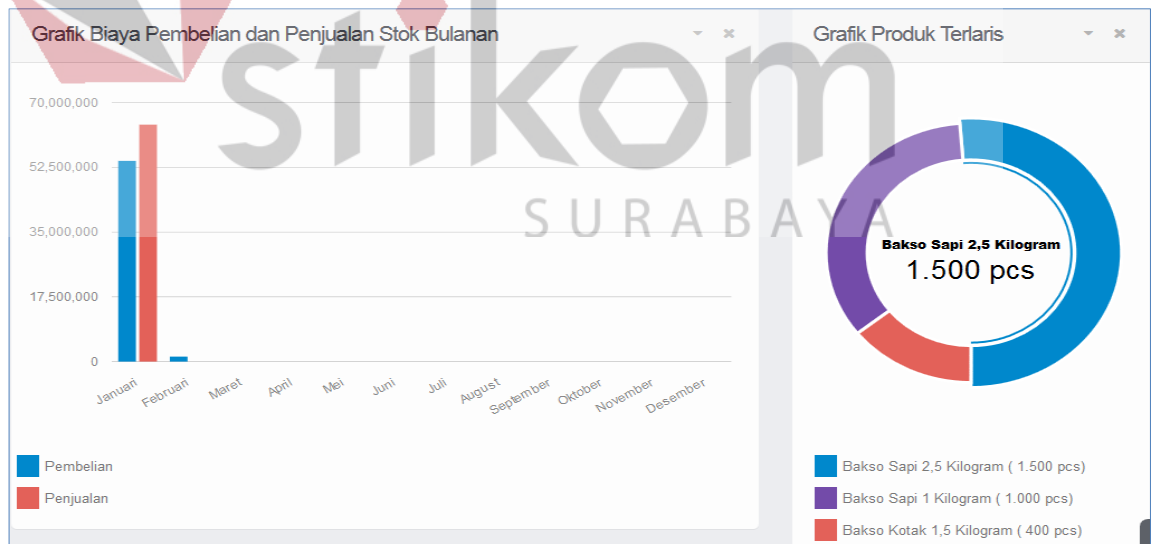 Grafik Biaya Pembelian dan Penjualan Stok Bulanan
70,000,000
52,500,000
35,000,000
17,500,000
0
Januari
Februari
Maret
April
Mei
Juni
Juli
August
September
Oktober
November
Desember
Pembelian
Penjualan
Grafik Produk Terlaris
Bakso Sapi 2,5 Kilogram
1.500 pcs
Bakso Sapi 2,5 Kilogram ( 1.500 pcs)
Bakso Sapi 1 Kilogram ( 1.000 pcs)
Bakso Kotak 1,5 Kilogram ( 400 pcs)
stikom
SURABAYA